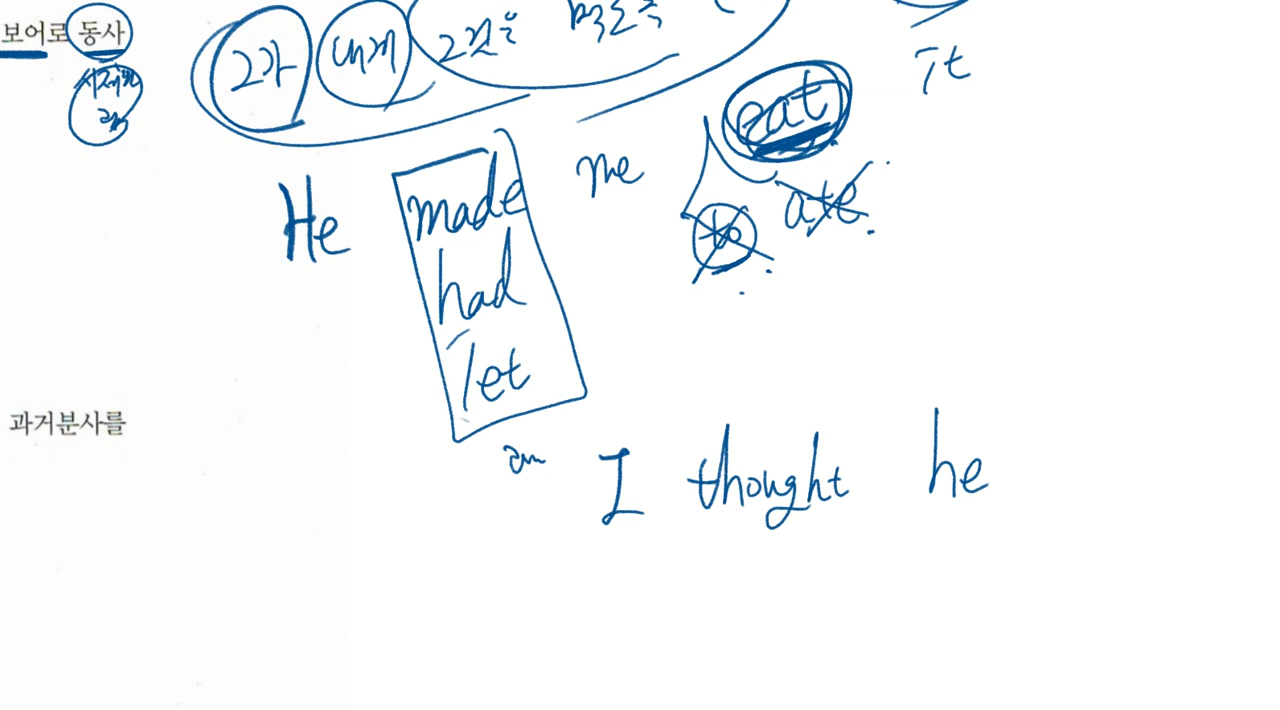 보어로 동사
그가 내게 그것을 먹도록
it
eat
me
to ate
He made
had
let
과거분사를
I thought he